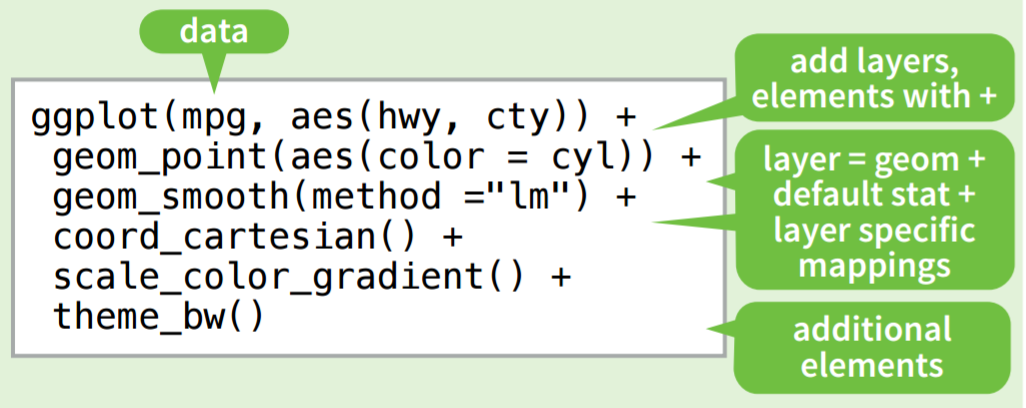 data
ggplot(mpg, aes(hwy, cty)) +
geom_point(aes(color = cyl)) +
geom_smooth(method ="lm") +
coord_cartesian() +
scale_color_gradient() +
theme_bw()
add layers,
elements with +
layer = geom +
default stat +
layer specific
mappings
additional
elements